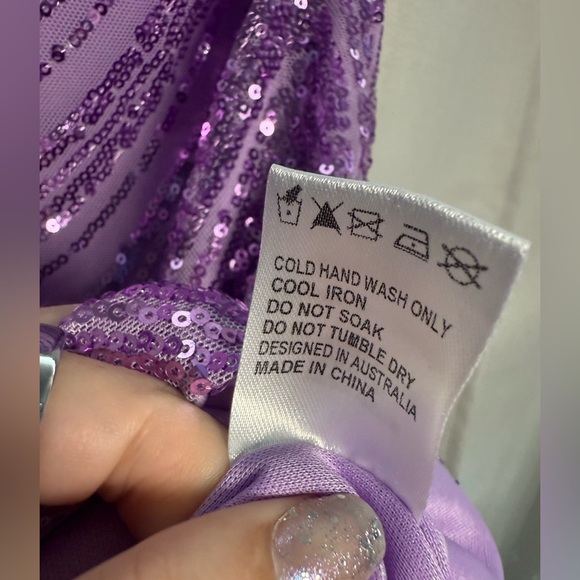 COLD HAND WASH ONLY
COOL IRON
DO NOT SOAK
DO NOT TUMBLE DRY
DESIGNED IN AUSTRALIA
MADE IN CHINA